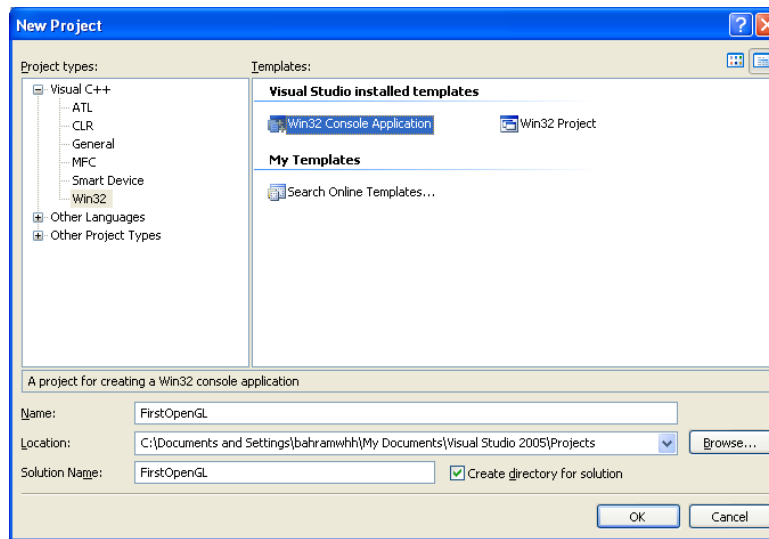 New Project
Project types:
Templates:
Visual C++
ATL
CLR
General
MFC
Smart Device
Win32
Other Languages
Other Project Types
Visual Studio installed templates
Win32 Console Application
Win32 Project
My Templates
Search Online Templates...
A project for creating a Win32 console application
Name:
FirstOpenGL
Location:
C:\Documents and Settings\bahramwhh\My Documents\Visual Studio 2005\Projects
Browse...
Solution Name:
FirstOpenGL
Create directory for solution
OK
Cancel